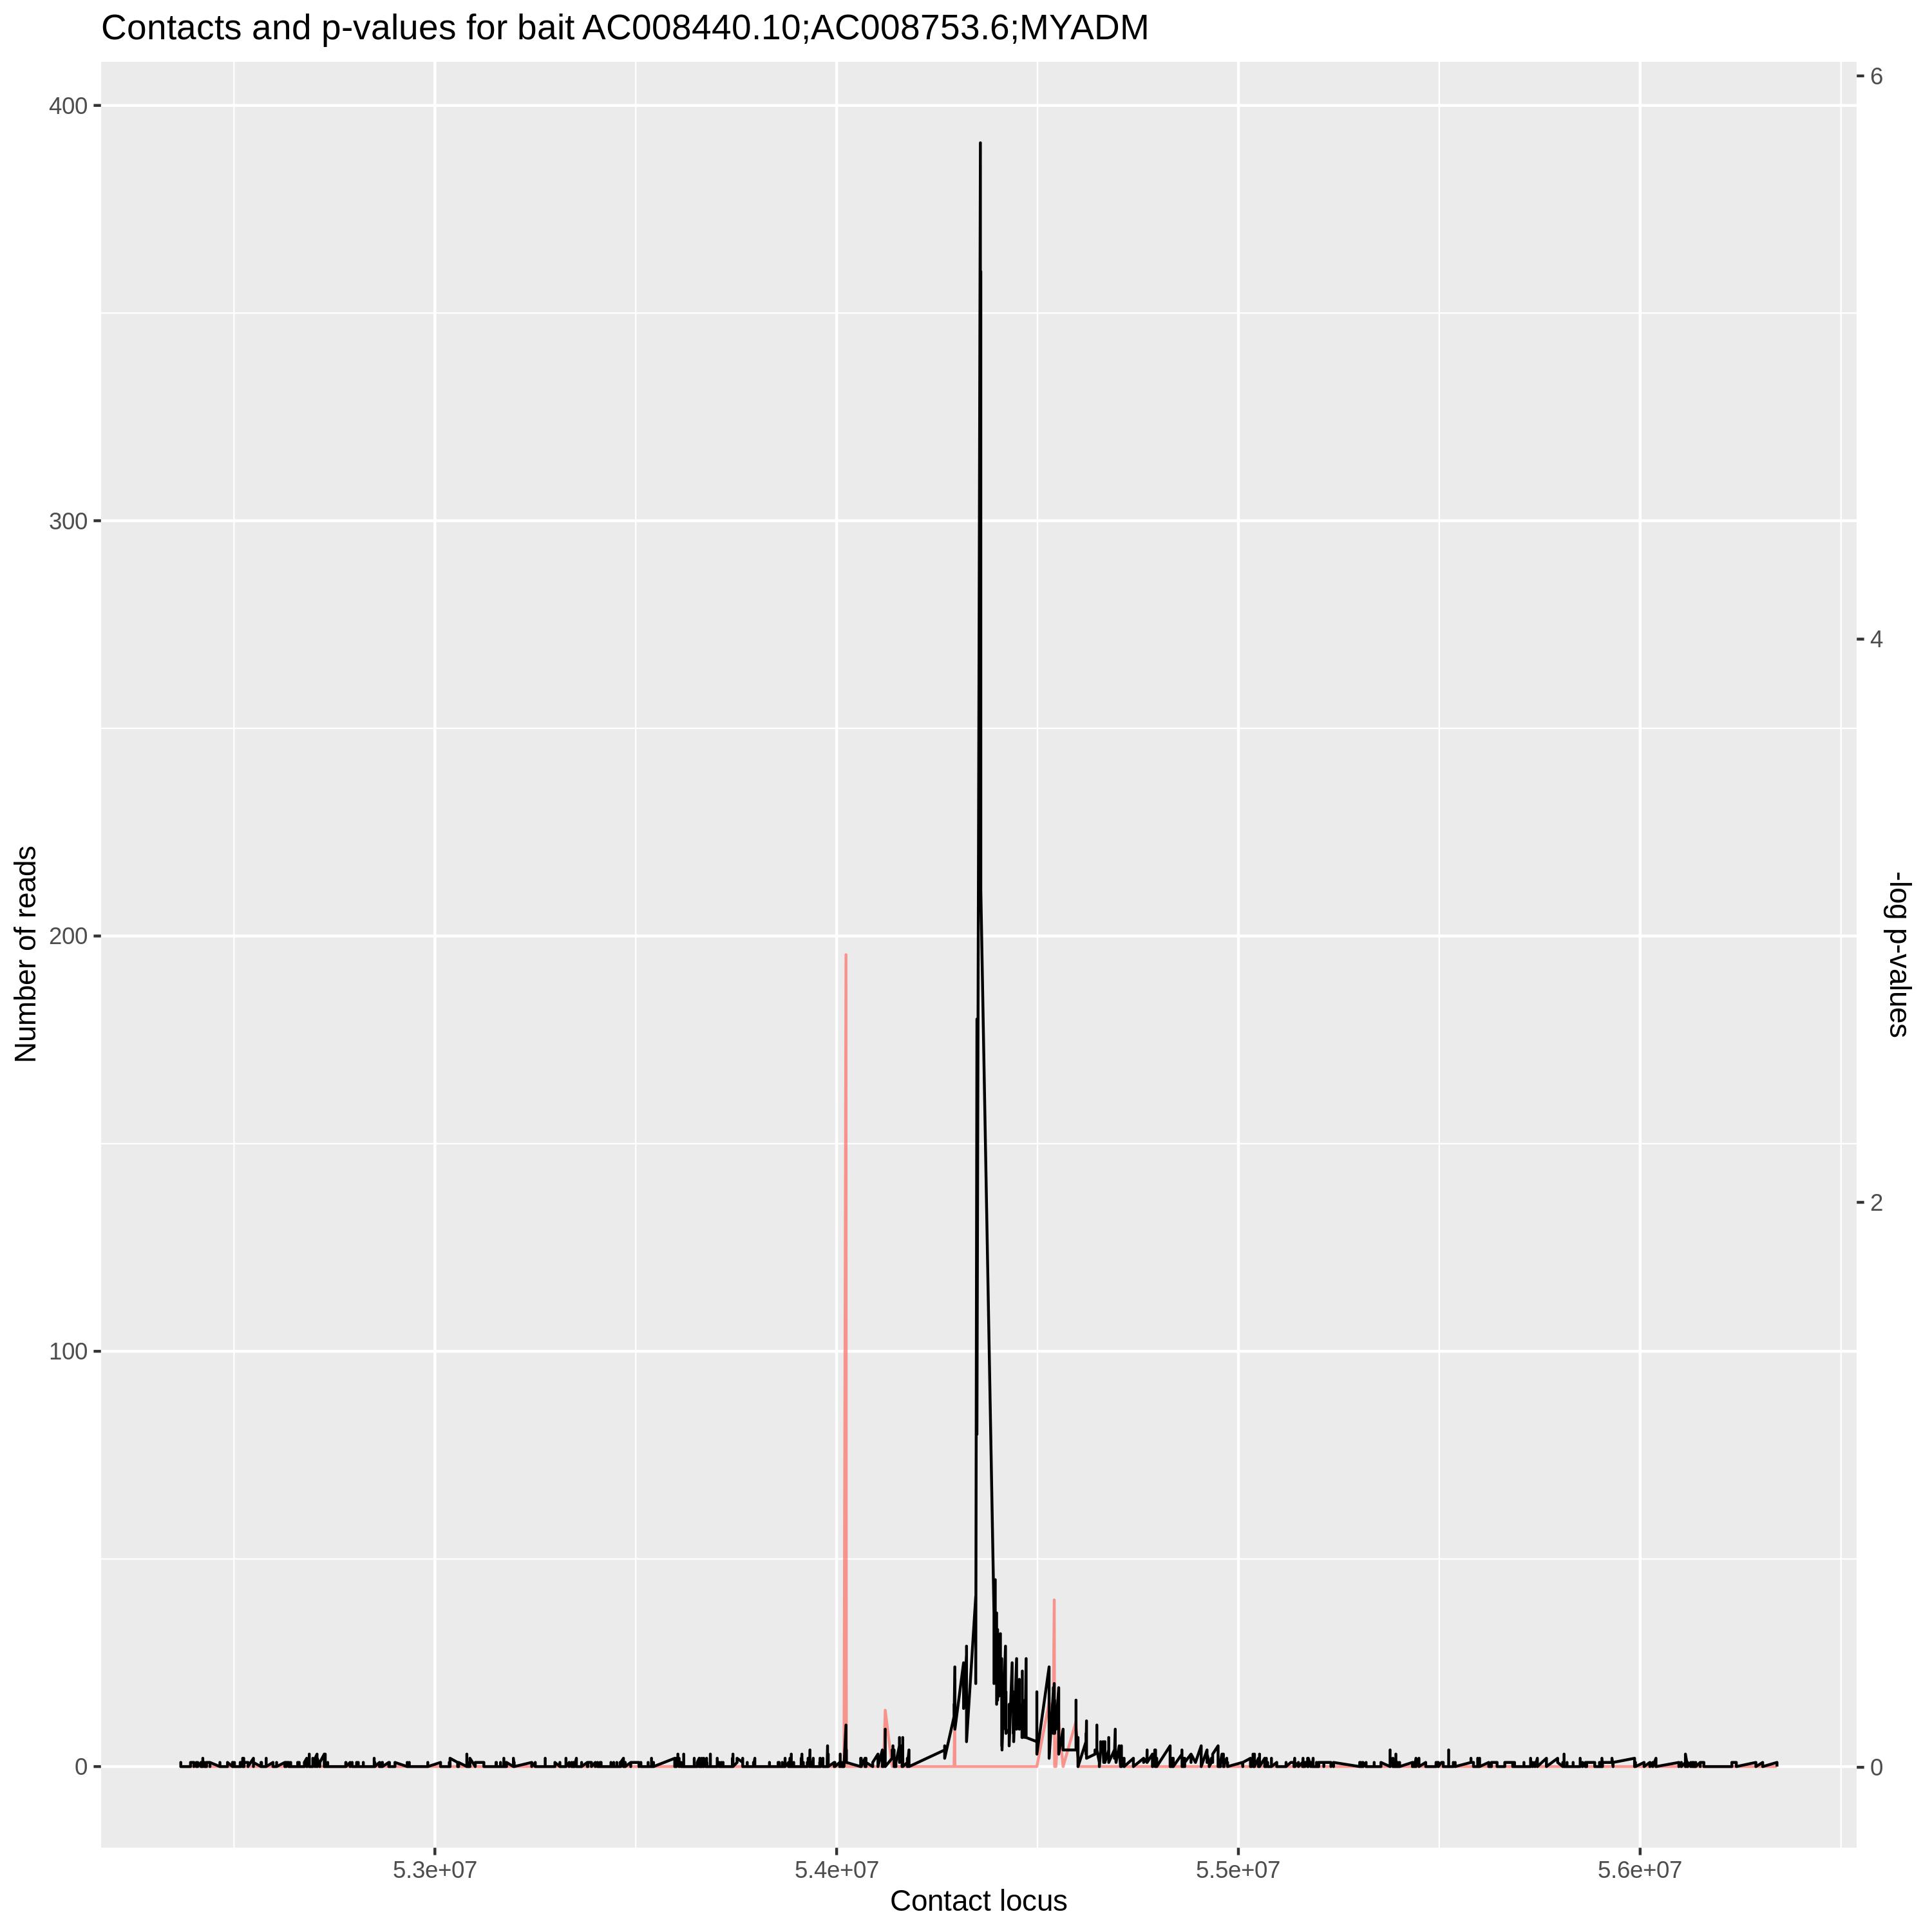 Contacts and p-values for bait AC008440.10;AC008753.6;MYADM
400
300
200
100
0
Number of reads
6
4
2
0
-log p-values
5.3e+07
5.4e+07
5.5e+07
5.6e+07
Contact locus